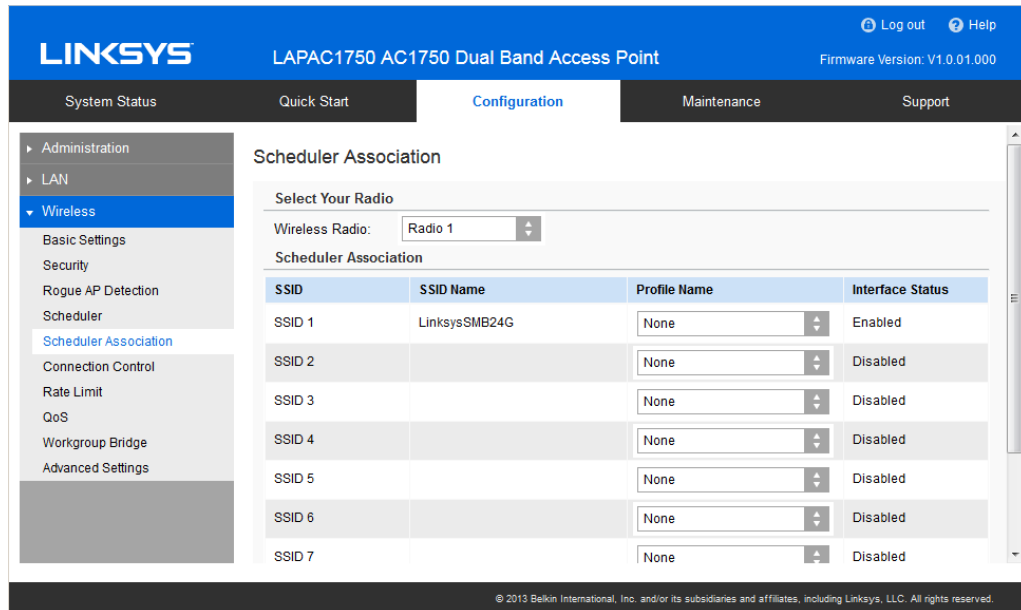 Log out Help
LINKSYS LAPAC1750 AC1750 Dual Band Access Point Firmware Version: V1.0.01.000
System Status Quick Start Configuration Maintenance Support
Administration
LAN
Wireless
Basic Settings
Security
Rogue AP Detection
Scheduler
Scheduler Association
Connection Control
Rate Limit
QoS
Workgroup Bridge
Advanced Settings
Scheduler Association
Select Your Radio
Wireless Radio: Radio 1
Scheduler Association
SSID SSID Name Profile Name Interface Status
SSID 1 LinksysSMB24G None Enabled
SSID 2 None Disabled
SSID 3 None Disabled
SSID 4 None Disabled
SSID 5 None Disabled
SSID 6 None Disabled
SSID 7 None Disabled
© 2013 Belkin International, Inc. and/or its subsidiaries and affiliates, including Linksys, LLC. All rights reserved.